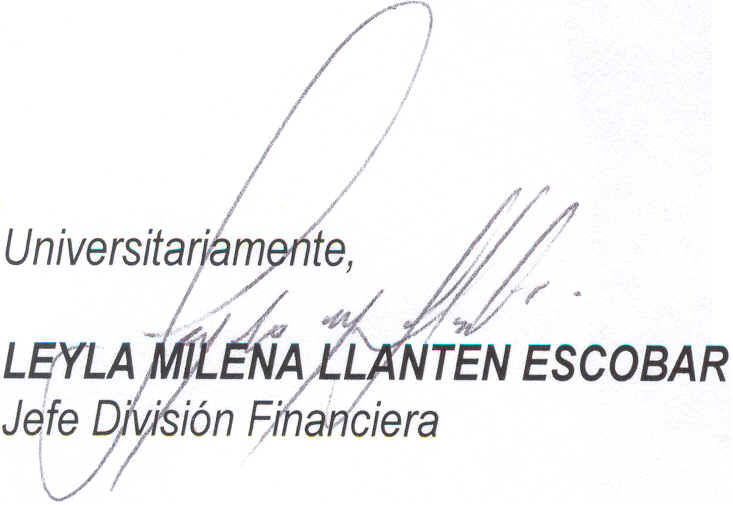 Universitariamente,
LEYLA MILENA LLANTEN ESCOBAR
Jefe División Financiera